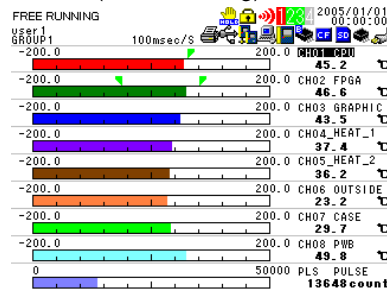 FREE RUNNING HOLD 1 2 3 4 2005/01/01
00:00:00
user1
GROUP1 100msec/S CF SD
-200.0 200.0 CH01 CPU
45.2 ℃
-200.0 200.0 CH02 FPGA
46.6 ℃
-200.0 200.0 CH03 GRAPHIC
43.5 ℃
-200.0 200.0 CH04_HEAT_1
37.4 ℃
-200.0 200.0 CH05_HEAT_2
36.2 ℃
-200.0 200.0 CH06 OUTSIDE
23.2 ℃
-200.0 200.0 CH07 CASE
29.7 ℃
-200.0 200.0 CH08 PWB
49.8 ℃
0 50000 PLS PULSE
13648count